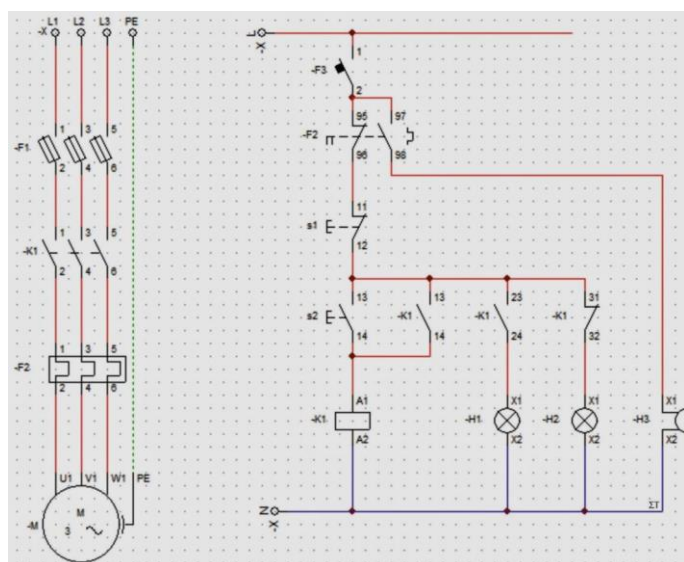 L1 L2 L3 PE
-X
L
-X
1
-F3
2
95 97
-F2
96 98
1 3 5
-F1
2 4 6
11
s1
12
1 3 5
-K1
2 4 6
13 13 23 31
s2 -K1 -K1 -K1
14 14 24 32
1 3 5
-F2
2 4 6
A1 X1 X1 X1
-K1 -H1 -H2 -H3
A2 X2 X2 X2
U1 V1 W1 PE
N
-X
ΣT
M
-M
3